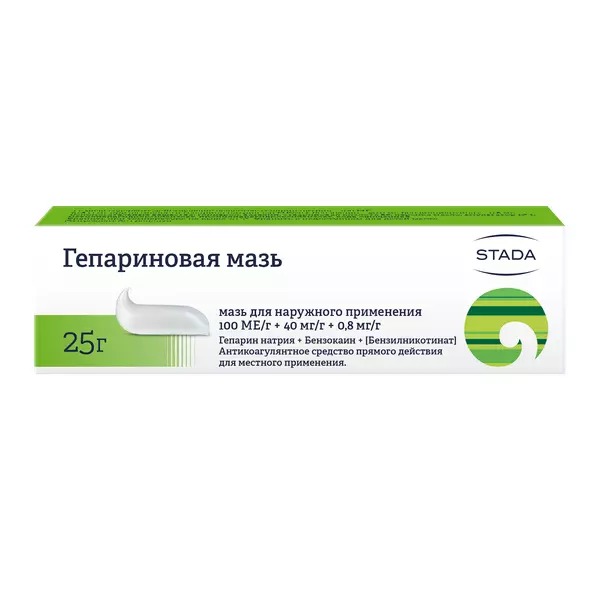 Гепариновая мазь
STADA
мазь для наружного применения
100 МЕ/г + 40 мг/г + 0,8 мг/г
25г
Гепарин натрия + Бензокаин + [Бензилникотинат]
Антикоагулянтное средство прямого действия
для местного применения.